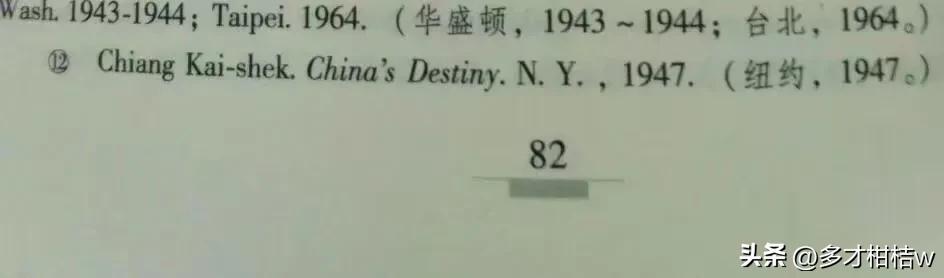 Wash. 1943-1944；Taipei. 1964.（华盛顿，1943～1944；台北，1964。）
⑫ Chiang Kai-shek. China's Destiny. N. Y. , 1947.（纽约，1947。）
82
头条 @多才柑桔w